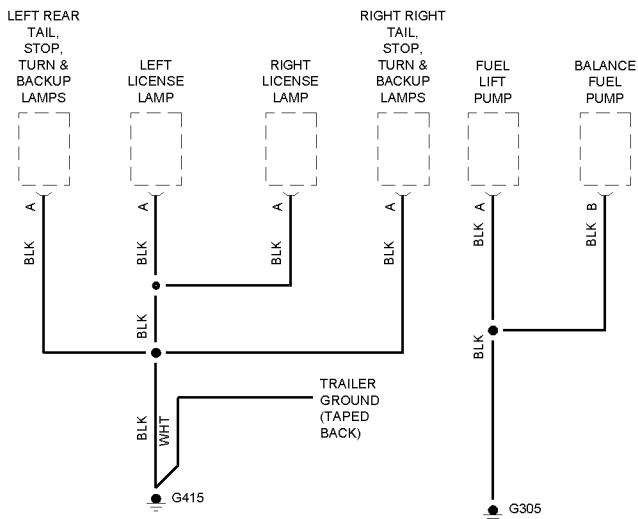 LEFT REAR
TAIL,
STOP,
TURN &
BACKUP
LAMPS
LEFT
LICENSE
LAMP
RIGHT
LICENSE
LAMP
RIGHT RIGHT
TAIL,
STOP,
TURN &
BACKUP
LAMPS
FUEL
LIFT
PUMP
BALANCE
FUEL
PUMP
A
A
A
A
A
B
BLK
BLK
BLK
BLK
BLK
BLK
BLK
BLK
BLK
WHT
TRAILER
GROUND
(TAPED
BACK)
G415
G305